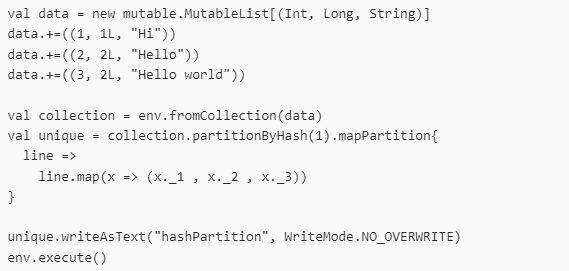 val data = new mutable.MutableList[(Int, Long, String)]
data.+=((1, 1L, "Hi"))
data.+=((2, 2L, "Hello"))
data.+=((3, 2L, "Hello world"))
val collection = env.fromCollection(data)
val unique = collection.partitionByHash(1).mapPartition{
line =>
line.map(x => (x._1 , x._2 , x._3))
}
unique.writeAsText("hashPartition", WriteMode.NO_OVERWRITE)
env.execute()